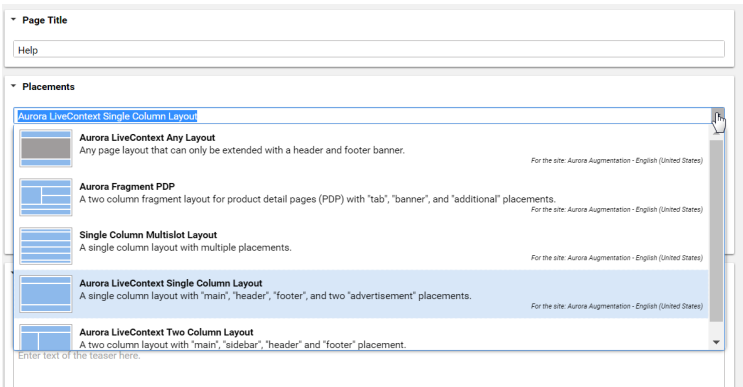 Page Title
Help
Placements
Aurora LiveContext Single Column Layout
Aurora LiveContext Any Layout
Any page layout that can only be extended with a header and footer banner.
For the site: Aurora Augmentation - English (United States)
Aurora Fragment PDP
A two column fragment layout for product detail pages (PDP) with "tab", "banner", and "additional" placements.
For the site: Aurora Augmentation - English (United States)
Single Column Multislot Layout
A single column layout with multiple placements.
For the site: Aurora Augmentation - English (United States)
Aurora LiveContext Single Column Layout
A single column layout with "main", "header", "footer", and two "advertisement" placements.
For the site: Aurora Augmentation - English (United States)
Aurora LiveContext Two Column Layout
A two column layout with "main", "sidebar", "header" and "footer" placement.
Enter text of the teaser here.